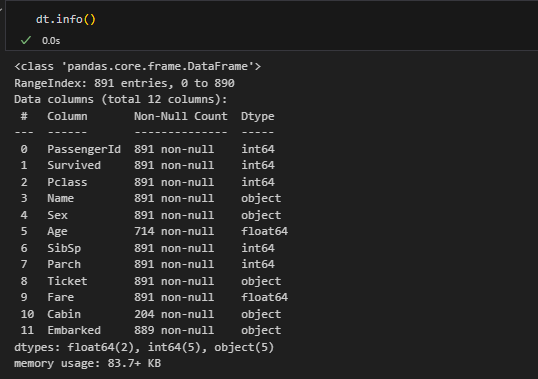 dt.info()
0.0s
<class 'pandas.core.frame.DataFrame'>
RangeIndex: 891 entries, 0 to 890
Data columns (total 12 columns):
 #   Column       Non-Null Count  Dtype
---  ------       --------------  -----
 0   PassengerId  891 non-null    int64
 1   Survived     891 non-null    int64
 2   Pclass       891 non-null    int64
 3   Name         891 non-null    object
 4   Sex          891 non-null    object
 5   Age          714 non-null    float64
 6   SibSp        891 non-null    int64
 7   Parch        891 non-null    int64
 8   Ticket       891 non-null    object
 9   Fare         891 non-null    float64
 10  Cabin        204 non-null    object
 11  Embarked     889 non-null    object
dtypes: float64(2), int64(5), object(5)
memory usage: 83.7+ KB